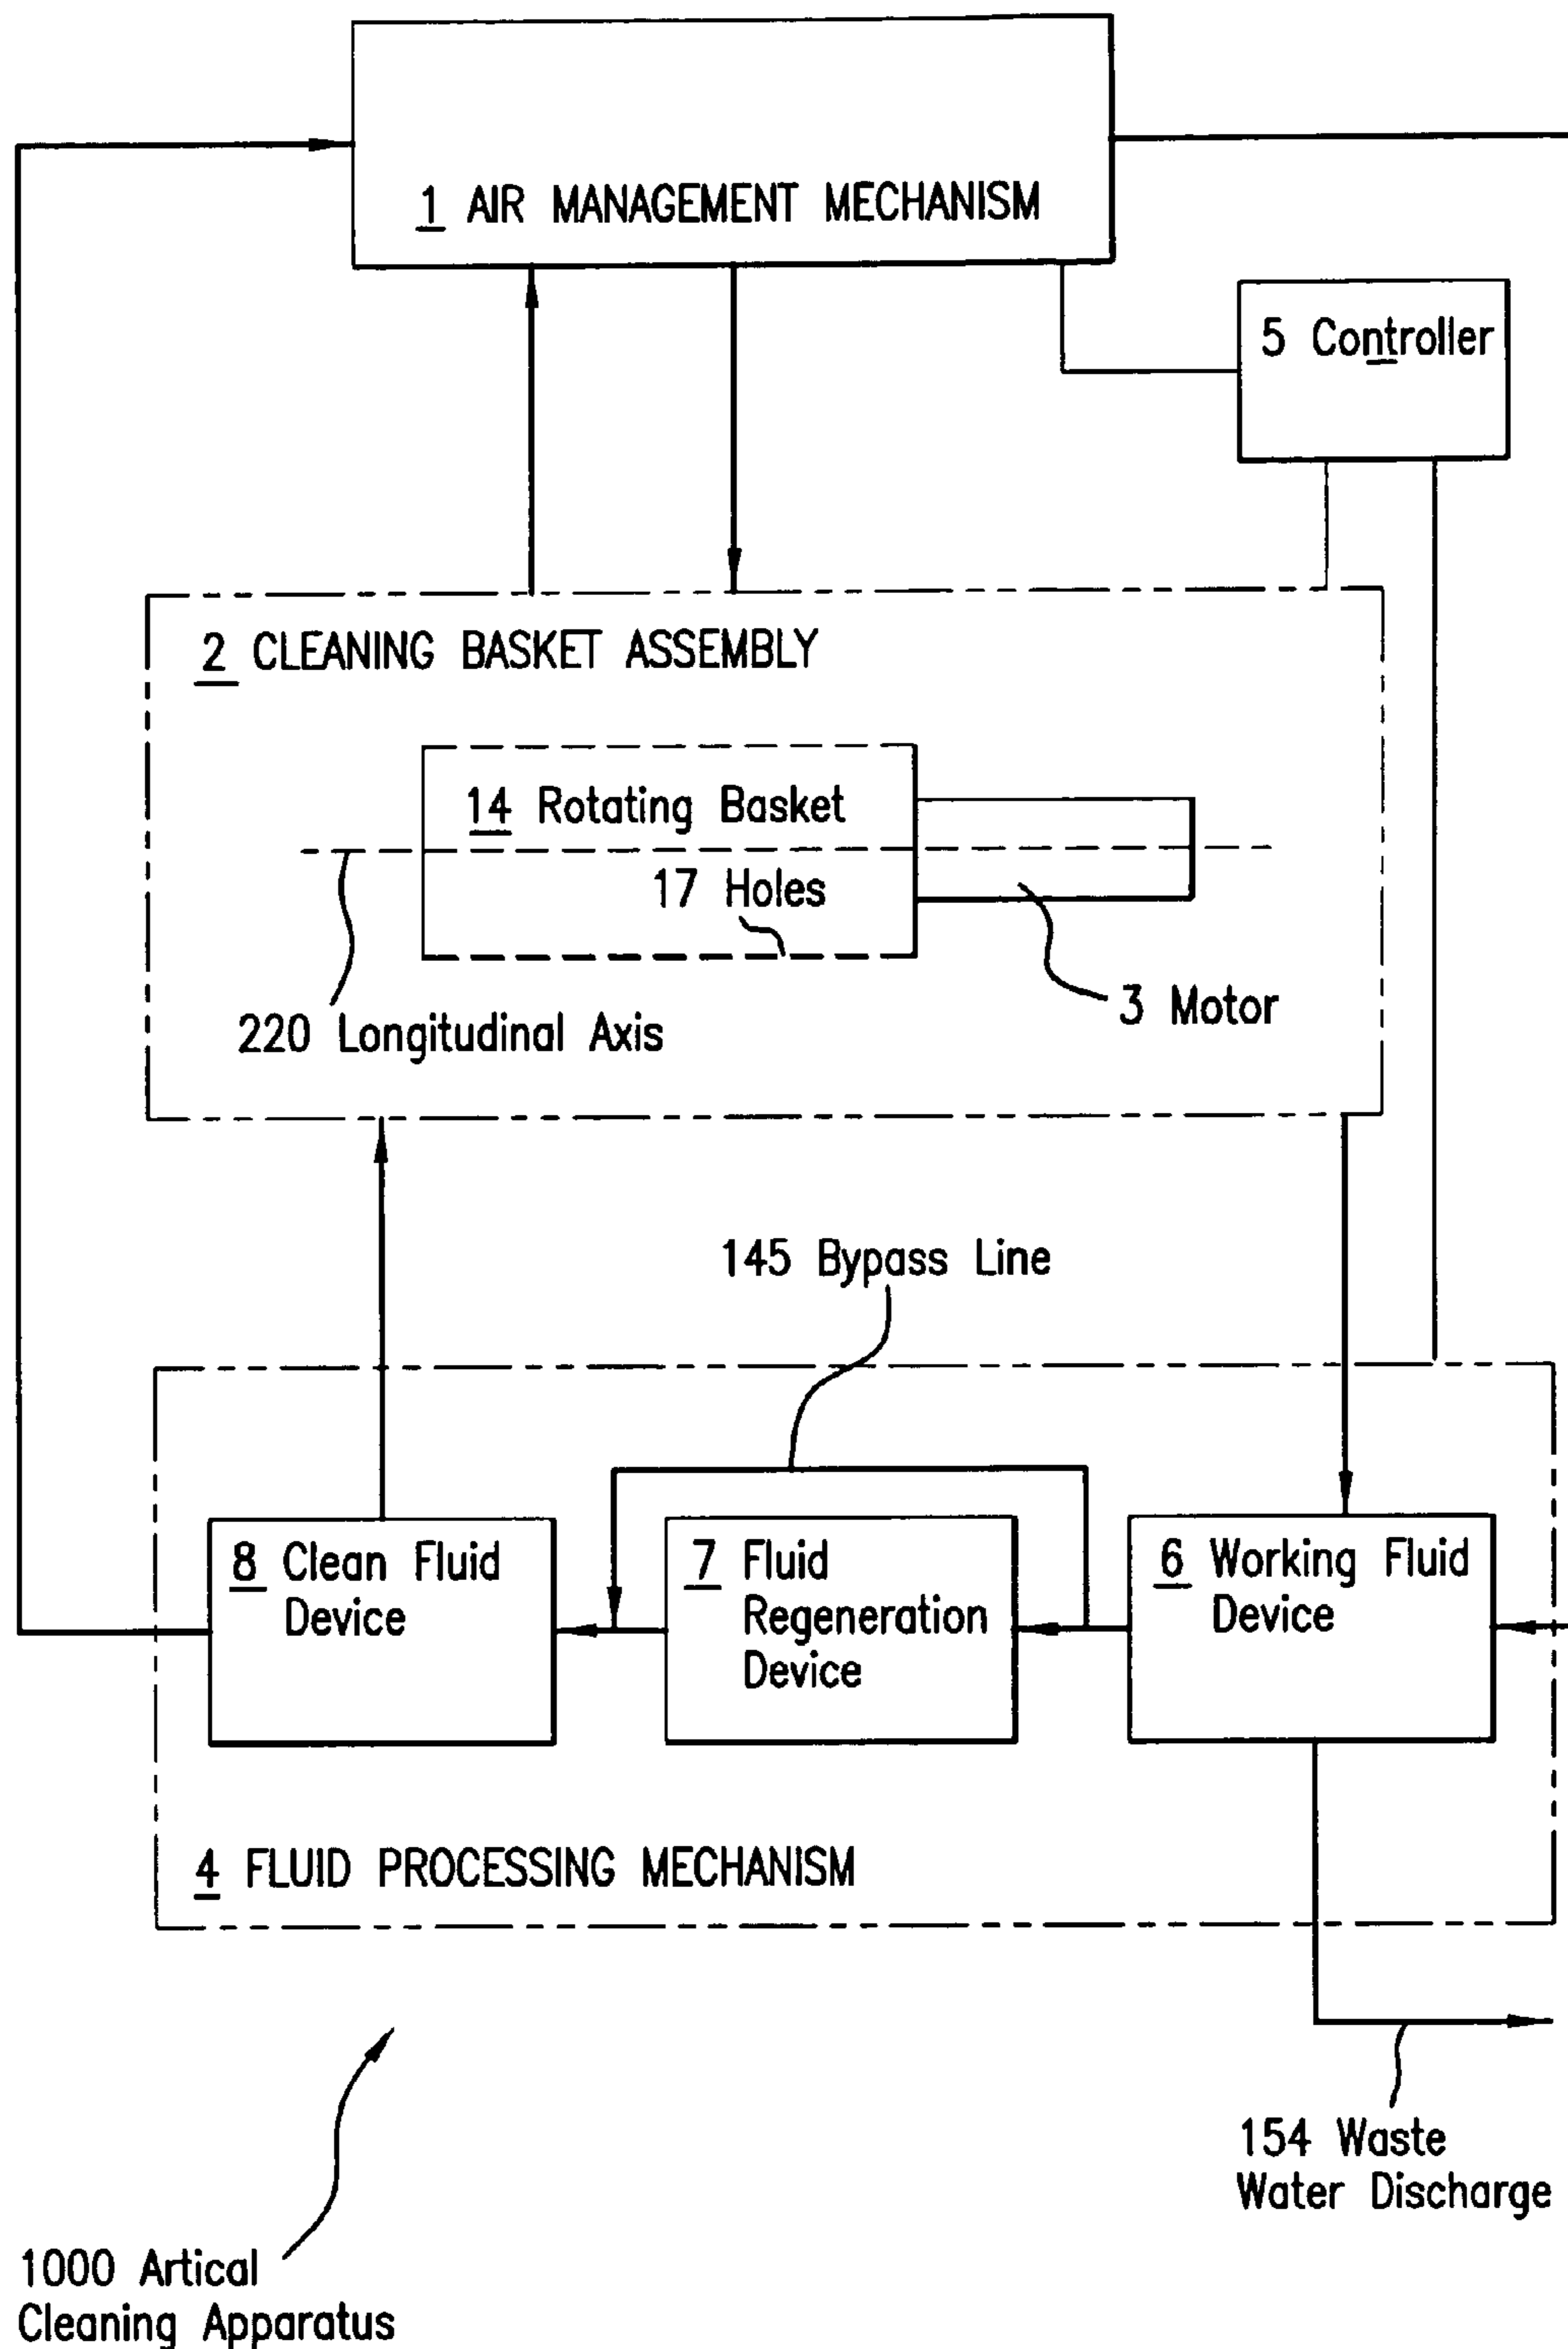 1 AIR MANAGEMENT MECHANISM
5 Controller
2 CLEANING BASKET ASSEMBLY
14 Rotating Basket
17 Holes
3 Motor
220 Longitudinal Axis
145 Bypass Line
8 Clean Fluid
Device
7 Fluid
Regeneration
Device
6 Working Fluid
Device
4 FLUID PROCESSING MECHANISM
154 Waste
Water Discharge
1000 Artical
Cleaning Apparatus